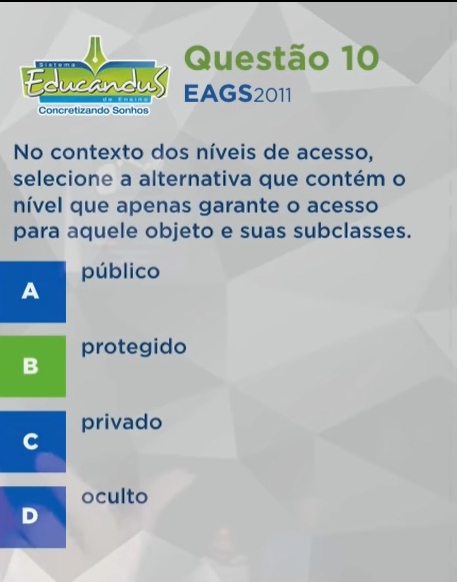 Sistema
Educandus
de Ensino
Concretizando Sonhos
Questão 10
EAGS2011
No contexto dos níveis de acesso,
selecione a alternativa que contém o
nível que apenas garante o acesso
para aquele objeto e suas subclasses.
A público
B protegido
C privado
D oculto